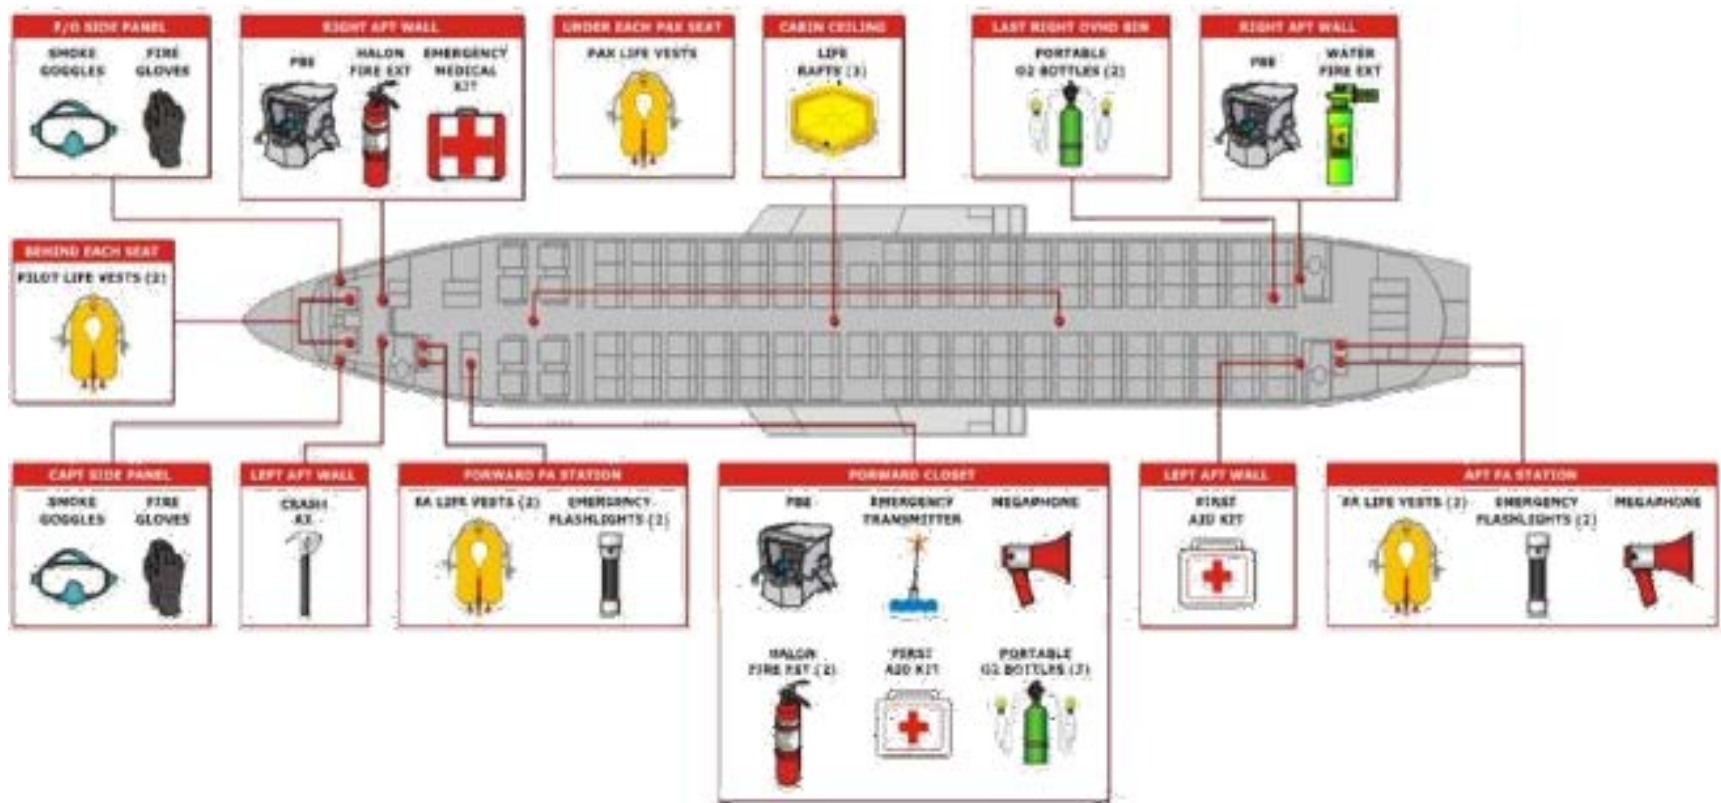 F/O SIDE PANEL
SMOKE GOGGLES
FIRE GLOVES
RIGHT AFT WALL
PBE
HALON FIRE EXT
EMERGENCY MEDICAL KIT
UNDER EACH PAX SEAT
PAX LIFE VESTS
CABIN CEILING
LIFE RAFTS (3)
LAST RIGHT OVHD BIN
PORTABLE O2 BOTTLES (2)
RIGHT AFT WALL
PBE
WATER FIRE EXT
BEHIND EACH SEAT
PILOT LIFE VESTS (2)
CAPT SIDE PANEL
SMOKE GOGGLES
FIRE GLOVES
LEFT AFT WALL
CRASH AX
FORWARD FA STATION
FA LIFE VESTS (2)
EMERGENCY FLASHLIGHTS (2)
FORWARD CLOSET
PBE
EMERGENCY TRANSMITTER
MEGAPHONE
HALON FIRE EXT (2)
FIRST AID KIT
PORTABLE O2 BOTTLES
LEFT AFT WALL
FIRST AID KIT
AFT FA STATION
FA LIFE VESTS (2)
EMERGENCY FLASHLIGHTS (2)
MEGAPHONE